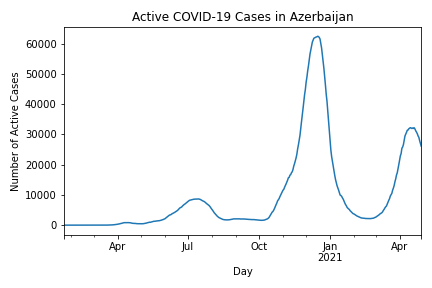 Active COVID-19 Cases in Azerbaijan
Number of Active Cases
60000
50000
40000
30000
20000
10000
0
Apr Jul Oct Jan Apr
2021
Day